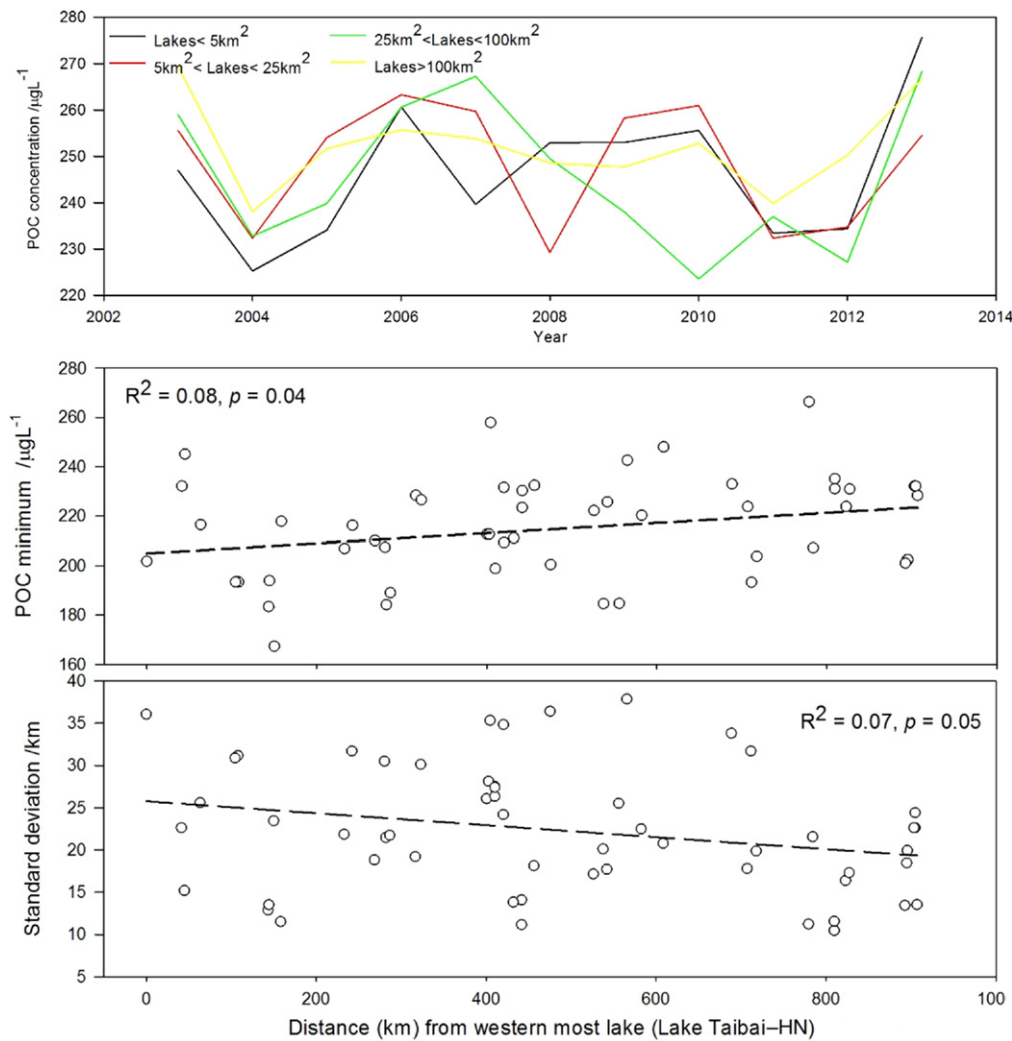 280
270
260
250
240
230
220
POC concentration /µgL⁻¹
Lakes< 5km²
5km²< Lakes< 25km²
25km²<Lakes<100km²
Lakes>100km²
2002 2004 2006 2008 2010 2012 2014
Year
280
260
240
220
200
180
160
POC minimum /µgL⁻¹
R² = 0.08, p = 0.04
40
35
30
25
20
15
10
5
Standard deviation /km
R² = 0.07, p = 0.05
0 200 400 600 800 100
Distance (km) from western most lake (Lake Taibai–HN)